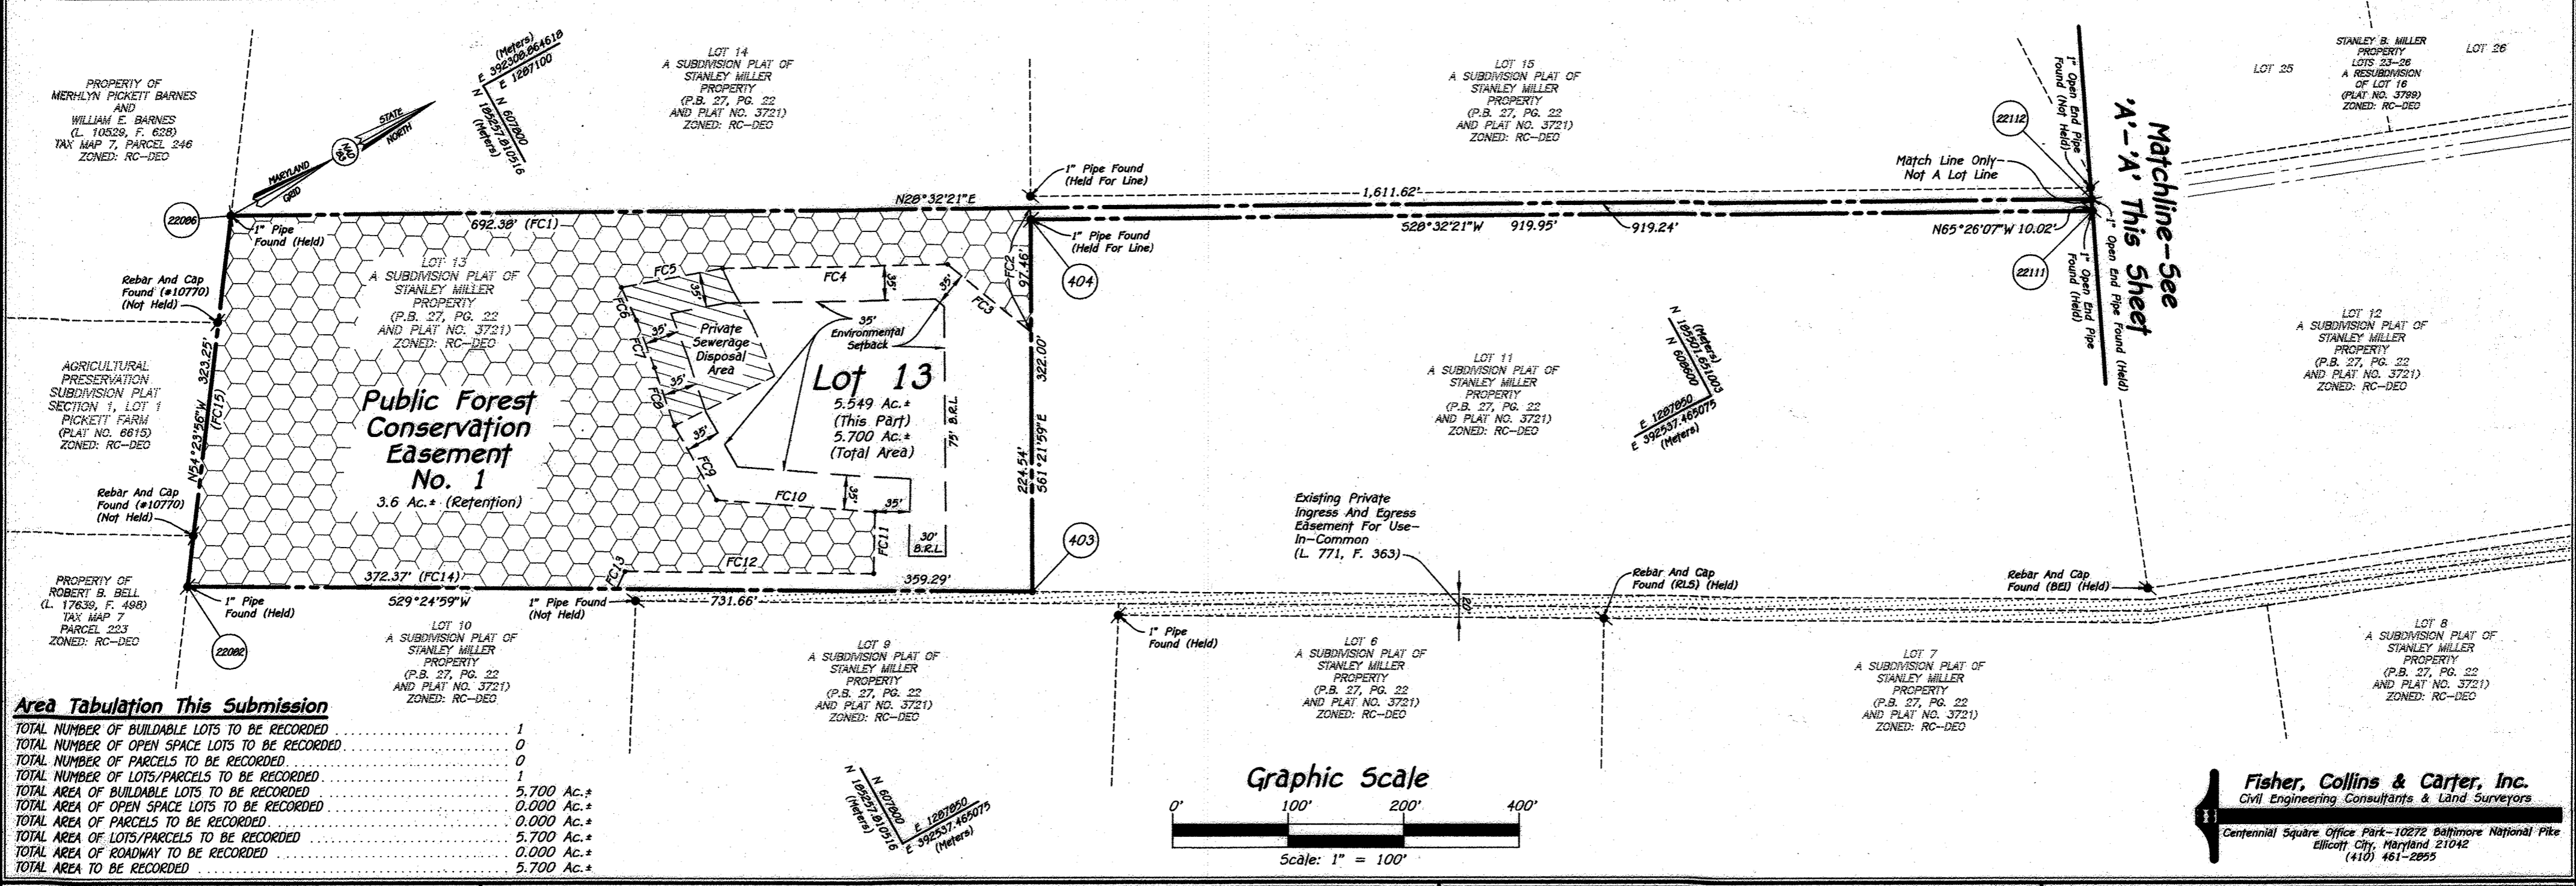 PROPERTY OF
MERHLYN PICKETT BARNES
AND
WILLIAM E. BARNES
(L. 10529, F. 628)
TAX MAP 7, PARCEL 246
ZONED: RC-DEO
MARYLAND STATE
GRID NORTH
NAD '83
(Meters)
E 392308.864618
E 1287100
N 607800
N 185257.810516
(Meters)
LOT 14
A SUBDIVISION PLAT OF
STANLEY MILLER
PROPERTY
(P.B. 27, PG. 22
AND PLAT NO. 3721)
ZONED: RC-DEO
LOT 15
A SUBDIVISION PLAT OF
STANLEY MILLER
PROPERTY
(P.B. 27, PG. 22
AND PLAT NO. 3721)
ZONED: RC-DEO
1" Open End Pipe
Found (Not Held)
22112
Match Line Only-
Not A Lot Line
Matchline-See
'A'-'A' This Sheet
LOT 25
STANLEY B. MILLER
PROPERTY
LOTS 23-26
A RESUBDIVISION
OF LOT 16
(PLAT NO. 3799)
ZONED: RC-DEO
LOT 26
22086
1" Pipe
Found (Held)
692.38' (FC1)
N28°32'21"E
1" Pipe Found
(Held For Line)
1" Pipe Found
(Held For Line)
404
1,611.62'
S28°32'21"W 919.95'
919.24'
N65°26'07"W 10.02'
22111
1" Open End Pipe
Found (Held)
1" Open End Pipe Found (Held)
Rebar And Cap
Found (#10770)
(Not Held)
LOT 13
A SUBDIVISION PLAT OF
STANLEY MILLER
PROPERTY
(P.B. 27, PG. 22
AND PLAT NO. 3721)
ZONED: RC-DEO
FC5
FC4
35'
35'
35'
FC2
97.46'
FC3
FC6
FC7
35'
Private
Sewerage
Disposal
Area
35'
Environmental
Setback
FC8
35'
35'
FC9
Lot 13
5.549 Ac.±
(This Part)
5.700 Ac.±
(Total Area)
75' B.R.L.
322.00'
224.54'
S61°21'59"E
FC10
35'
35'
FC11
30'
B.R.L.
FC12
FC13
359.29'
403
AGRICULTURAL
PRESERVATION
SUBDIVISION PLAT
SECTION 1, LOT 1
PICKETT FARM
(PLAT NO. 6615)
ZONED: RC-DEO
N54°23'56"W 323.25'
(FC15)
Public Forest
Conservation
Easement
No. 1
3.6 Ac.± (Retention)
Rebar And Cap
Found (#10770)
(Not Held)
LOT 11
A SUBDIVISION PLAT OF
STANLEY MILLER
PROPERTY
(P.B. 27, PG. 22
AND PLAT NO. 3721)
ZONED: RC-DEO
(Meters)
N 185501.651003
N 608600
E 1287850
E 392537.465075
(Meters)
LOT 12
A SUBDIVISION PLAT OF
STANLEY MILLER
PROPERTY
(P.B. 27, PG. 22
AND PLAT NO. 3721)
ZONED: RC-DEO
Existing Private
Ingress And Egress
Easement For Use-
In-Common
(L. 771, F. 363)
20'
Rebar And Cap
Found (RLS) (Held)
Rebar And Cap
Found (BEI) (Held)
PROPERTY OF
ROBERT B. BELL
(L. 17639, F. 498)
TAX MAP 7
PARCEL 223
ZONED: RC-DEO
1" Pipe
Found (Held)
22082
372.37' (FC14)
S29°24'59"W
1" Pipe Found
(Not Held)
731.66'
1" Pipe
Found (Held)
LOT 10
A SUBDIVISION PLAT OF
STANLEY MILLER
PROPERTY
(P.B. 27, PG. 22
AND PLAT NO. 3721)
ZONED: RC-DEO
LOT 9
A SUBDIVISION PLAT OF
STANLEY MILLER
PROPERTY
(P.B. 27, PG. 22
AND PLAT NO. 3721)
ZONED: RC-DEO
LOT 6
A SUBDIVISION PLAT OF
STANLEY MILLER
PROPERTY
(P.B. 27, PG. 22
AND PLAT NO. 3721)
ZONED: RC-DEO
LOT 7
A SUBDIVISION PLAT OF
STANLEY MILLER
PROPERTY
(P.B. 27, PG. 22
AND PLAT NO. 3721)
ZONED: RC-DEO
LOT 8
A SUBDIVISION PLAT OF
STANLEY MILLER
PROPERTY
(P.B. 27, PG. 22
AND PLAT NO. 3721)
ZONED: RC-DEO
Area Tabulation This Submission
TOTAL NUMBER OF BUILDABLE LOTS TO BE RECORDED 1
TOTAL NUMBER OF OPEN SPACE LOTS TO BE RECORDED 0
TOTAL NUMBER OF PARCELS TO BE RECORDED 0
TOTAL NUMBER OF LOTS/PARCELS TO BE RECORDED 1
TOTAL AREA OF BUILDABLE LOTS TO BE RECORDED 5.700 Ac.±
TOTAL AREA OF OPEN SPACE LOTS TO BE RECORDED 0.000 Ac.±
TOTAL AREA OF PARCELS TO BE RECORDED 0.000 Ac.±
TOTAL AREA OF LOTS/PARCELS TO BE RECORDED 5.700 Ac.±
TOTAL AREA OF ROADWAY TO BE RECORDED 0.000 Ac.±
TOTAL AREA TO BE RECORDED 5.700 Ac.±
N 607800
N 185257.810516
(Meters)
E 1287850
E 392537.465075
(Meters)
Graphic Scale
0' 100' 200' 400'
Scale: 1" = 100'
Fisher, Collins & Carter, Inc.
Civil Engineering Consultants & Land Surveyors
Centennial Square Office Park-10272 Baltimore National Pike
Ellicott City, Maryland 21042
(410) 461-2855